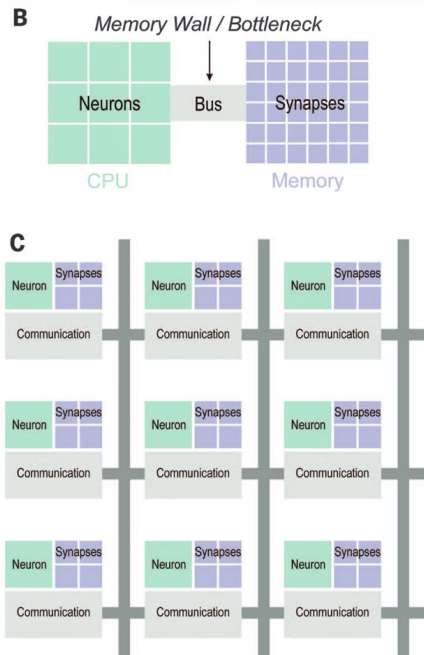 B
Memory Wall / Bottleneck
Neurons Bus Synapses
CPU Memory
C
Neuron Synapses Neuron Synapses Neuron Synapses
Communication Communication Communication
Neuron Synapses Neuron Synapses Neuron Synapses
Communication Communication Communication
Neuron Synapses Neuron Synapses Neuron Synapses
Communication Communication Communication